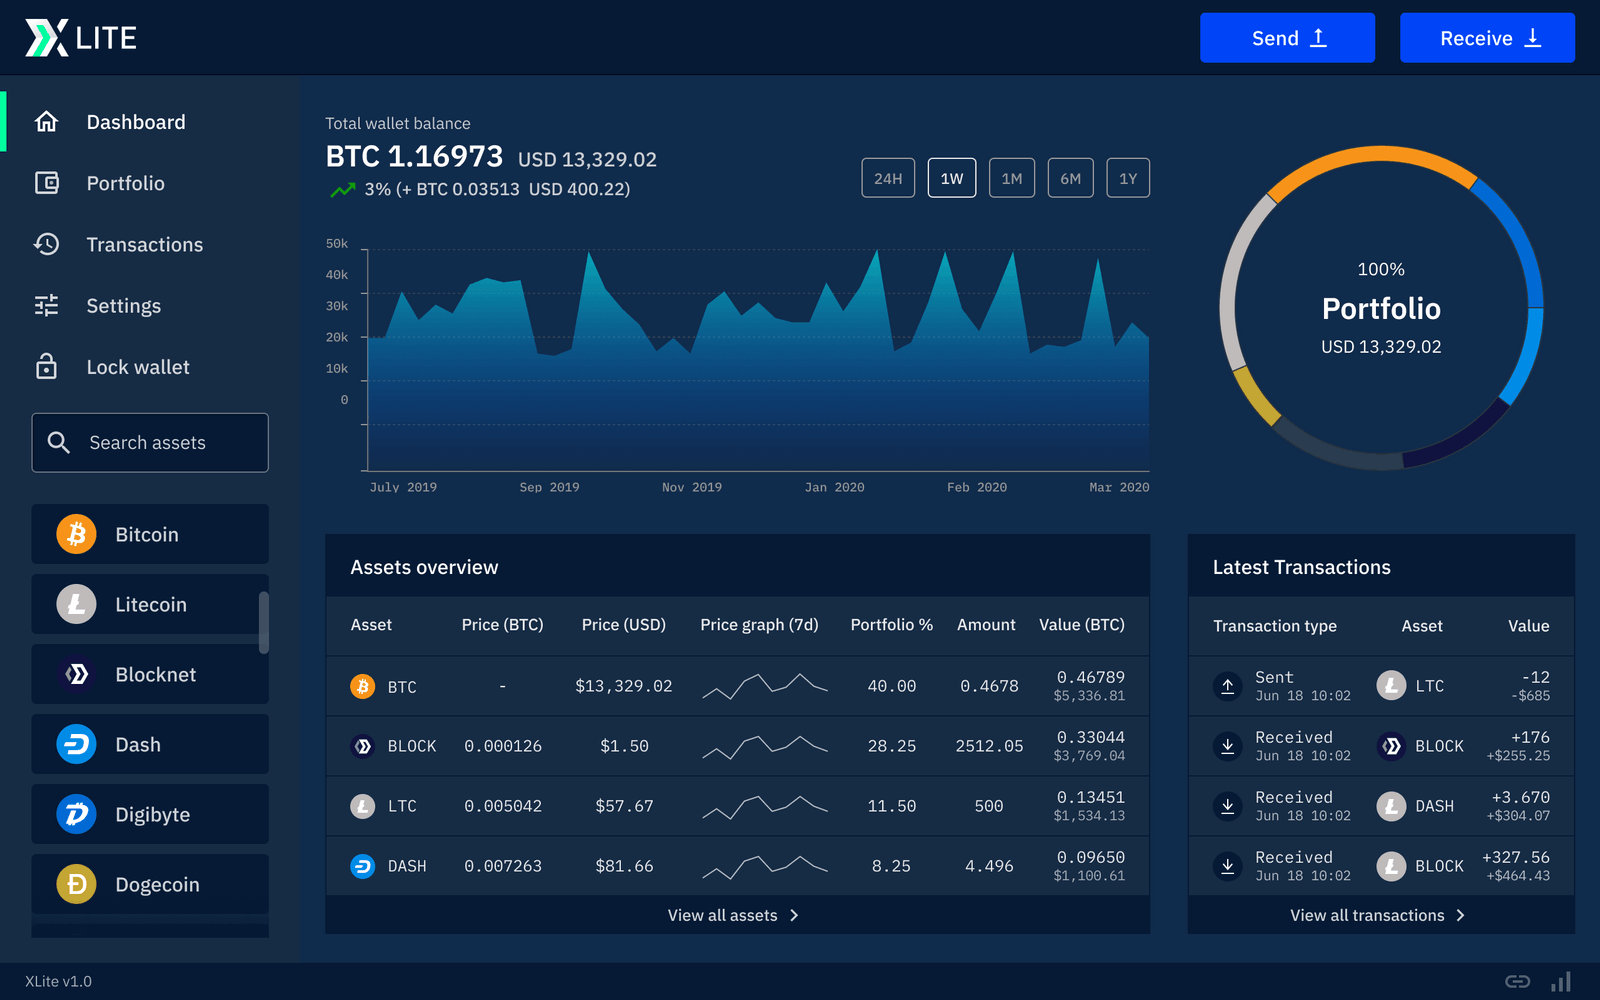 LITE
Send
Receive
Dashboard
Portfolio
Transactions
Settings
Lock wallet
Search assets
Bitcoin
Litecoin
Blocknet
Dash
Digibyte
Dogecoin
Total wallet balance
BTC 1.16973 USD 13,329.02
3% (+ BTC 0.03513 USD 400.22)
24H 1W 1M 6M 1Y
50k
40k
30k
20k
10k
0
July 2019 Sep 2019 Nov 2019 Jan 2020 Feb 2020 Mar 2020
100%
Portfolio
USD 13,329.02
Assets overview
Asset Price (BTC) Price (USD) Price graph (7d) Portfolio % Amount Value (BTC)
BTC - $13,329.02 40.00 0.4678 0.46789
$5,336.81
BLOCK 0.000126 $1.50 28.25 2512.05 0.33044
$3,769.04
LTC 0.005042 $57.67 11.50 500 0.13451
$1,534.13
DASH 0.007263 $81.66 8.25 4.496 0.09650
$1,100.61
View all assets
Latest Transactions
Transaction type Asset Value
Sent LTC -12
Jun 18 10:02 -$685
Received BLOCK +176
Jun 18 10:02 +$255.25
Received DASH +3.670
Jun 18 10:02 +$304.07
Received BLOCK +327.56
Jun 18 10:02 +$464.43
View all transactions
XLite v1.0